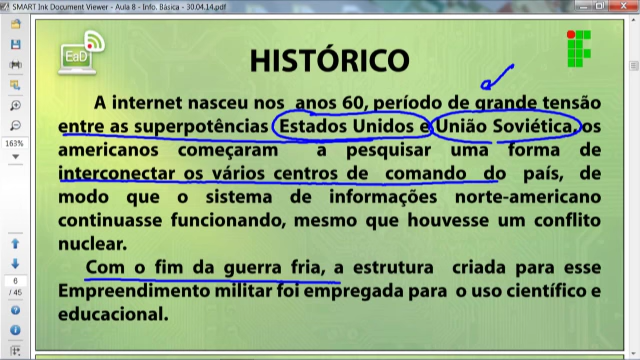 SMART Ink Document Viewer - Aula 8 - Info. Básica - 30.04.14.pdf
EaD
HISTÓRICO
A internet nasceu nos anos 60, período de grande tensão
entre as superpotências Estados Unidos e União Soviética, os
americanos começaram a pesquisar uma forma de
interconectar os vários centros de comando do país, de
modo que o sistema de informações norte-americano
continuasse funcionando, mesmo que houvesse um conflito
nuclear.
Com o fim da guerra fria, a estrutura criada para esse
Empreendimento militar foi empregada para o uso científico e
educacional.
163%
6
/ 45